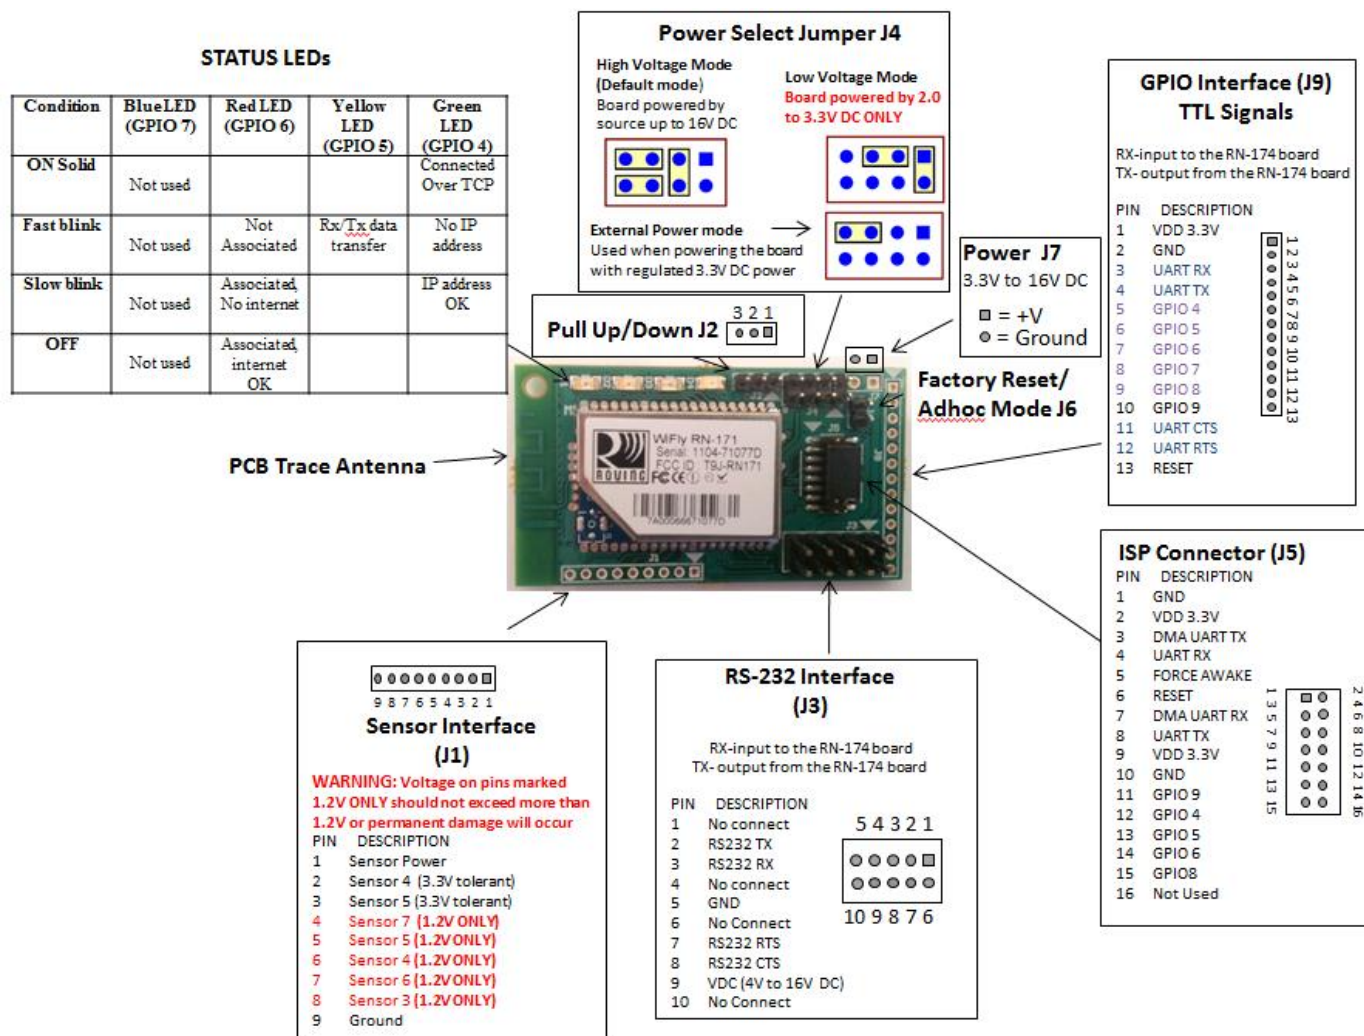 STATUS LEDs
Condition BlueLED (GPIO 7) Red LED (GPIO 6) Yellow LED (GPIO 5) Green LED (GPIO 4)
ON Solid Not used Connected Over TCP
Fast blink Not used Not Associated Rx/Tx data transfer No IP address
Slow blink Not used Associated, No internet IP address OK
OFF Not used Associated, internet OK
Power Select Jumper J4
High Voltage Mode
(Default mode)
Board powered by
source up to 16V DC
Low Voltage Mode
Board powered by 2.0
to 3.3V DC ONLY
External Power mode
Used when powering the board
with regulated 3.3V DC power
Pull Up/Down J2
3 2 1
Power J7
3.3V to 16V DC
= +V
= Ground
Factory Reset/
Adhoc Mode J6
PCB Trace Antenna
WiFly RN-171
Serial: 1104-71077D
FCC ID: T9J-RN171
ROVING
FC CE
7A00066671077D
J1
J3
GPIO Interface (J9)
TTL Signals
RX-input to the RN-174 board
TX- output from the RN-174 board
PIN DESCRIPTION
1 VDD 3.3V
2 GND
3 UART RX
4 UART TX
5 GPIO 4
6 GPIO 5
7 GPIO 6
8 GPIO 7
9 GPIO 8
10 GPIO 9
11 UART CTS
12 UART RTS
13 RESET
1 2 3 4 5 6 7 8 9 10 11 12 13
ISP Connector (J5)
PIN DESCRIPTION
1 GND
2 VDD 3.3V
3 DMA UART TX
4 UART RX
5 FORCE AWAKE
6 RESET
7 DMA UART RX
8 UART TX
9 VDD 3.3V
10 GND
11 GPIO 9
12 GPIO 4
13 GPIO 5
14 GPIO 6
15 GPIO8
16 Not Used
1 3 5 7 9 11 13 15
2 4 6 8 10 12 14 16
9 8 7 6 5 4 3 2 1
Sensor Interface
(J1)
WARNING: Voltage on pins marked
1.2V ONLY should not exceed more than
1.2V or permanent damage will occur
PIN DESCRIPTION
1 Sensor Power
2 Sensor 4 (3.3V tolerant)
3 Sensor 5 (3.3V tolerant)
4 Sensor 7 (1.2V ONLY)
5 Sensor 5 (1.2V ONLY)
6 Sensor 4 (1.2V ONLY)
7 Sensor 6 (1.2V ONLY)
8 Sensor 3 (1.2V ONLY)
9 Ground
RS-232 Interface
(J3)
RX-input to the RN-174 board
TX- output from the RN-174 board
PIN DESCRIPTION
1 No connect
2 RS232 TX
3 RS232 RX
4 No connect
5 GND
6 No Connect
7 RS232 RTS
8 RS232 CTS
9 VDC (4V to 16V DC)
10 No Connect
5 4 3 2 1
10 9 8 7 6